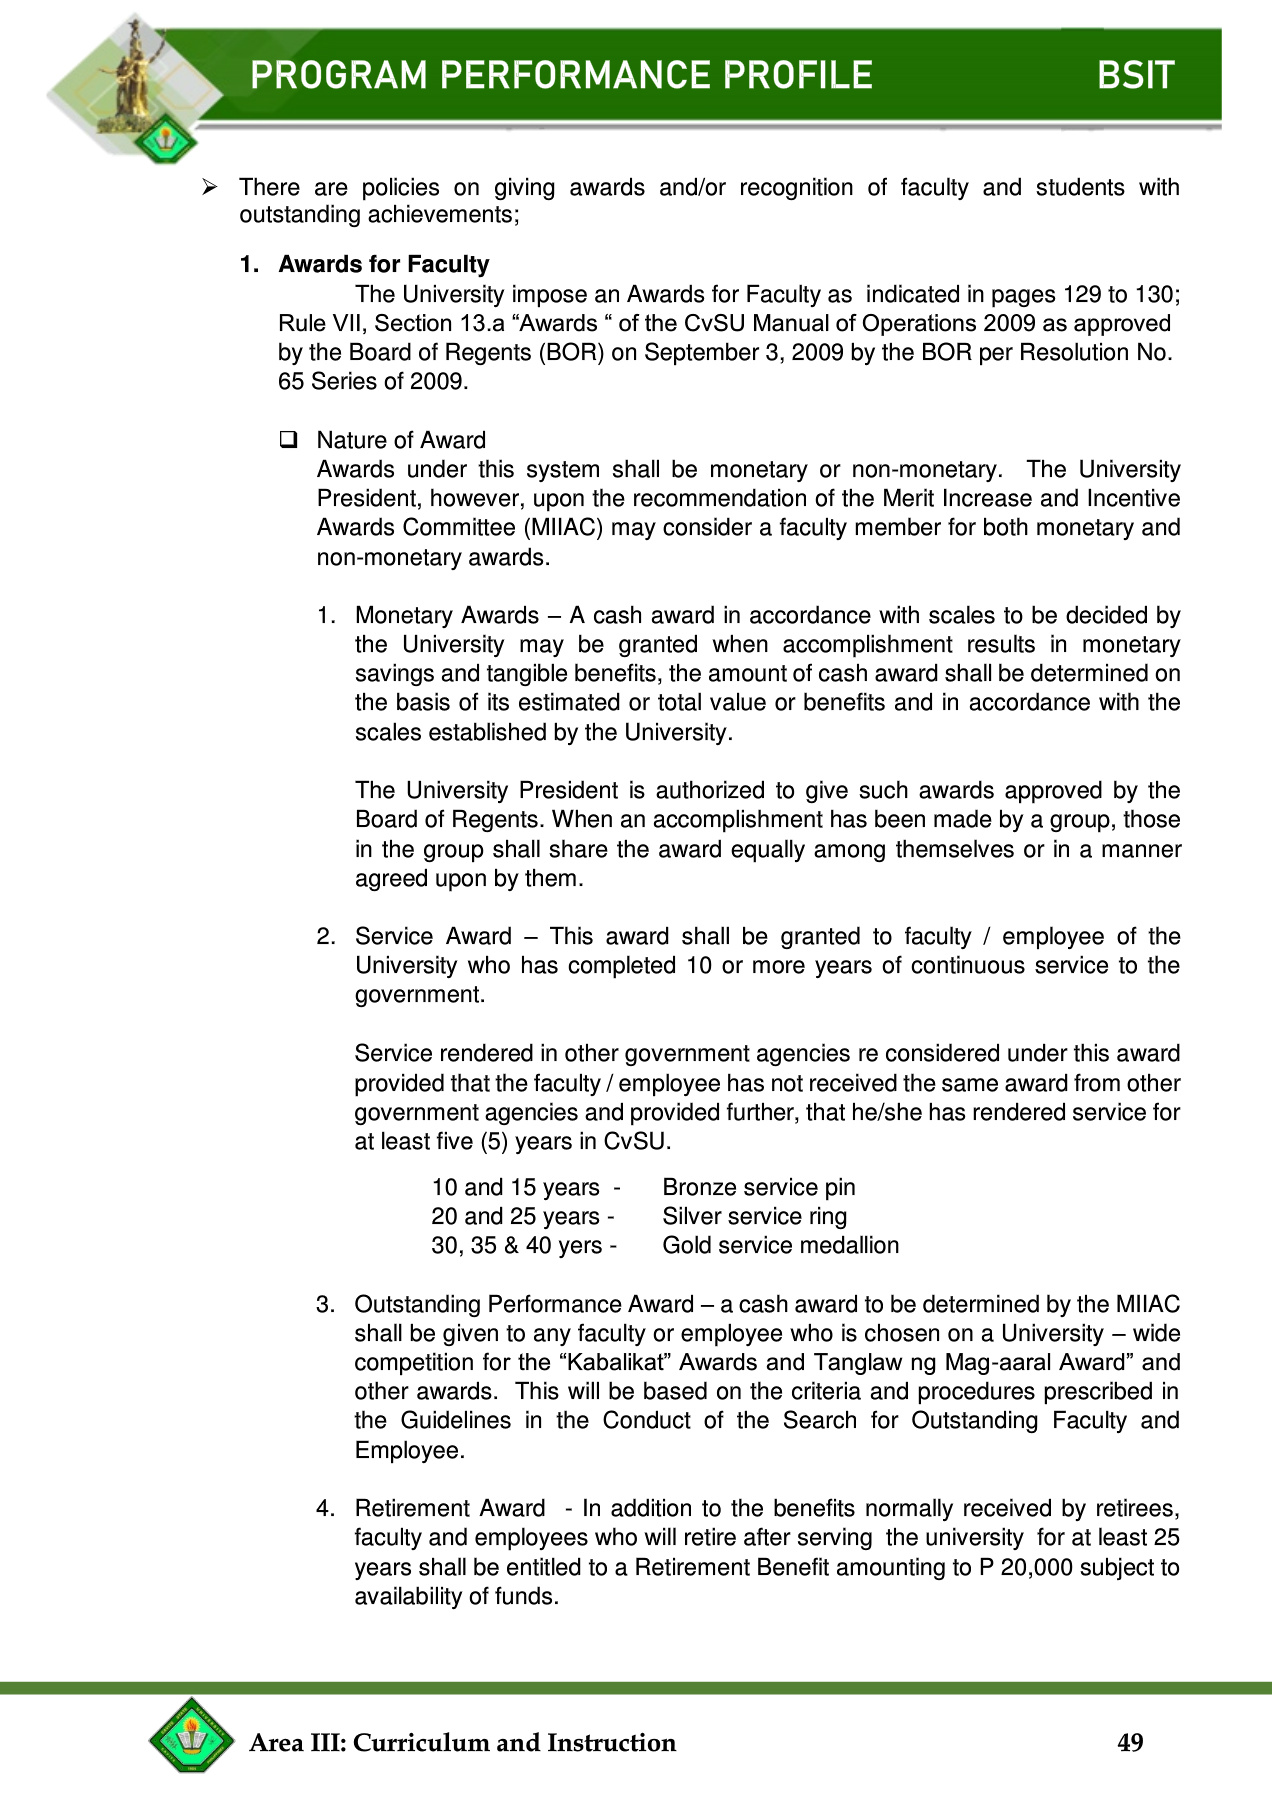 PROGRAM PERFORMANCE PROFILE BSIT
➢ There are policies on giving awards and/or recognition of faculty and students with
outstanding achievements;
1. Awards for Faculty
The University impose an Awards for Faculty as indicated in pages 129 to 130;
Rule VII, Section 13.a “Awards “ of the CvSU Manual of Operations 2009 as approved
by the Board of Regents (BOR) on September 3, 2009 by the BOR per Resolution No.
65 Series of 2009.
❑ Nature of Award
Awards under this system shall be monetary or non-monetary. The University
President, however, upon the recommendation of the Merit Increase and Incentive
Awards Committee (MIIAC) may consider a faculty member for both monetary and
non-monetary awards.
1. Monetary Awards – A cash award in accordance with scales to be decided by
the University may be granted when accomplishment results in monetary
savings and tangible benefits, the amount of cash award shall be determined on
the basis of its estimated or total value or benefits and in accordance with the
scales established by the University.
The University President is authorized to give such awards approved by the
Board of Regents. When an accomplishment has been made by a group, those
in the group shall share the award equally among themselves or in a manner
agreed upon by them.
2. Service Award – This award shall be granted to faculty / employee of the
University who has completed 10 or more years of continuous service to the
government.
Service rendered in other government agencies re considered under this award
provided that the faculty / employee has not received the same award from other
government agencies and provided further, that he/she has rendered service for
at least five (5) years in CvSU.
10 and 15 years - Bronze service pin
20 and 25 years - Silver service ring
30, 35 & 40 yers - Gold service medallion
3. Outstanding Performance Award – a cash award to be determined by the MIIAC
shall be given to any faculty or employee who is chosen on a University – wide
competition for the “Kabalikat” Awards and Tanglaw ng Mag-aaral Award” and
other awards. This will be based on the criteria and procedures prescribed in
the Guidelines in the Conduct of the Search for Outstanding Faculty and
Employee.
4. Retirement Award - In addition to the benefits normally received by retirees,
faculty and employees who will retire after serving the university for at least 25
years shall be entitled to a Retirement Benefit amounting to P 20,000 subject to
availability of funds.
Area III: Curriculum and Instruction 49